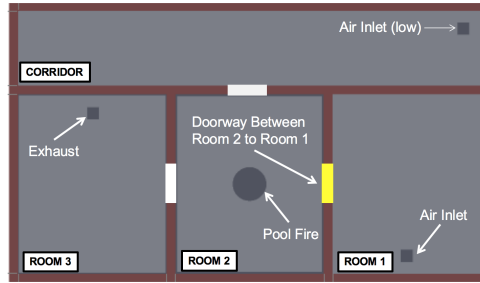 Air Inlet (low)
CORRIDOR
Doorway Between
Room 2 to Room 1
Exhaust
Air Inlet
Pool Fire
ROOM 3
ROOM 2
ROOM 1